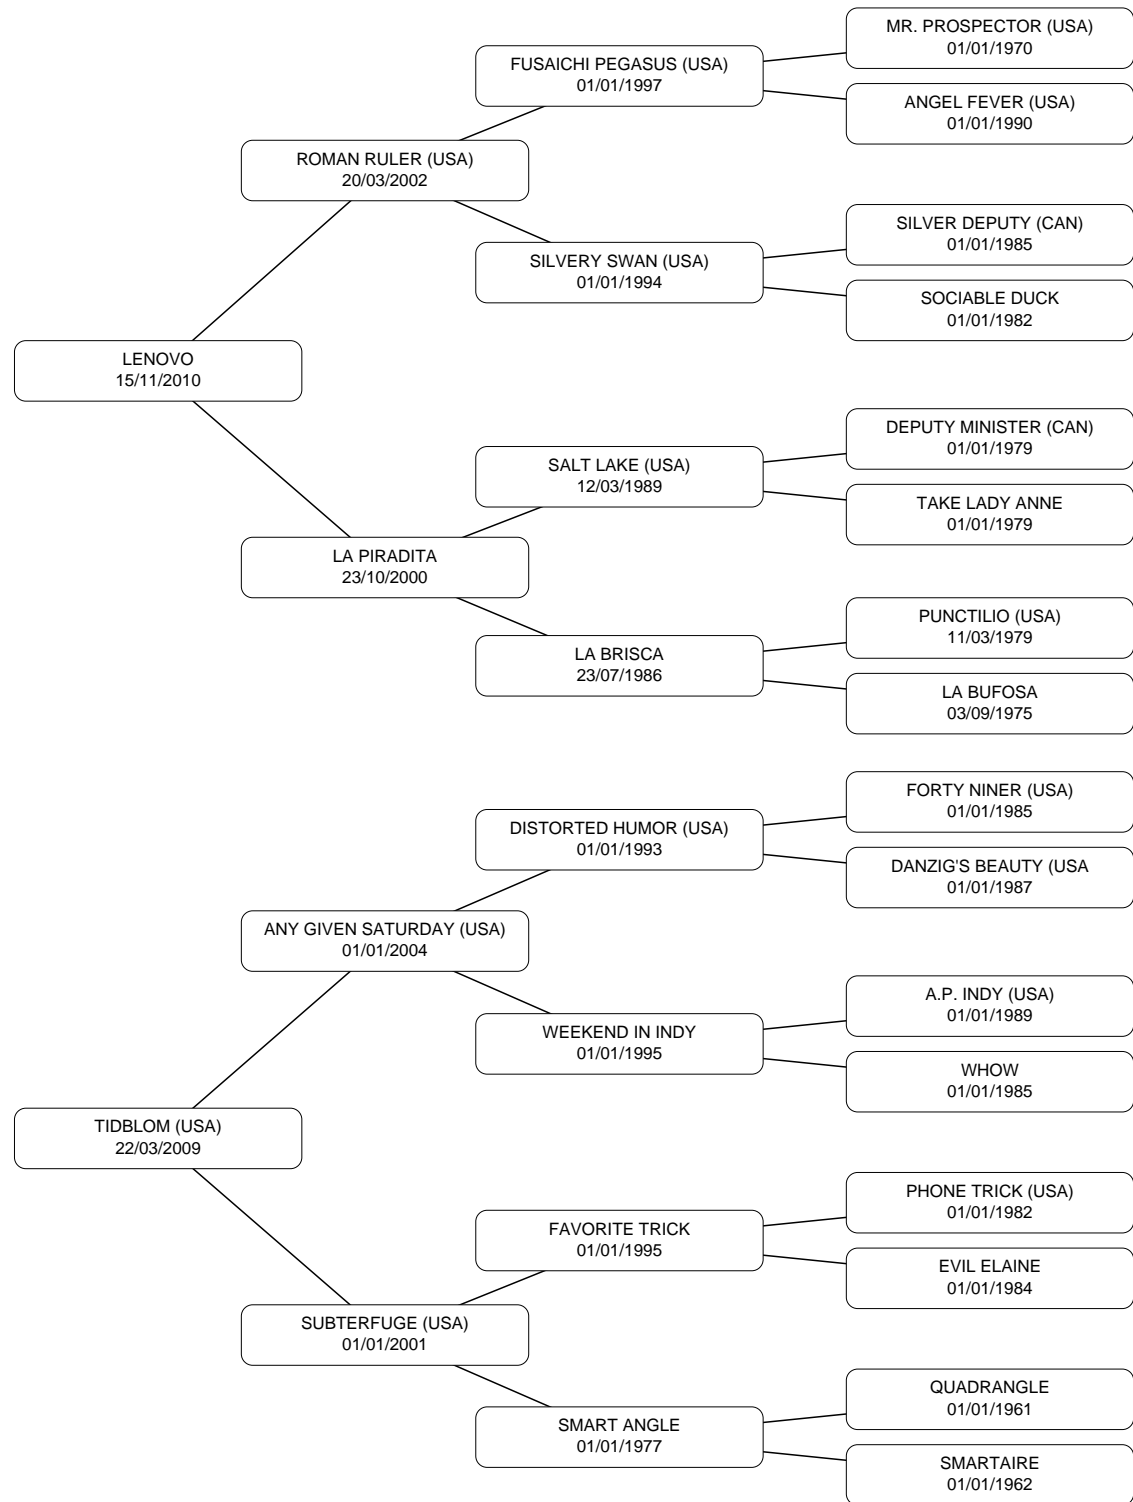 MR. PROSPECTOR (USA)
01/01/1970
FUSAICHI PEGASUS (USA)
01/01/1997
ANGEL FEVER (USA)
01/01/1990
ROMAN RULER (USA)
20/03/2002
SILVER DEPUTY (CAN)
01/01/1985
SILVERY SWAN (USA)
01/01/1994
SOCIABLE DUCK
01/01/1982
LENOVO
15/11/2010
DEPUTY MINISTER (CAN)
01/01/1979
SALT LAKE (USA)
12/03/1989
TAKE LADY ANNE
01/01/1979
LA PIRADITA
23/10/2000
PUNCTILIO (USA)
11/03/1979
LA BRISCA
23/07/1986
LA BUFOSA
03/09/1975
FORTY NINER (USA)
01/01/1985
DISTORTED HUMOR (USA)
01/01/1993
DANZIG'S BEAUTY (USA
01/01/1987
ANY GIVEN SATURDAY (USA)
01/01/2004
A.P. INDY (USA)
01/01/1989
WEEKEND IN INDY
01/01/1995
WHOW
01/01/1985
TIDBLOM (USA)
22/03/2009
PHONE TRICK (USA)
01/01/1982
FAVORITE TRICK
01/01/1995
EVIL ELAINE
01/01/1984
SUBTERFUGE (USA)
01/01/2001
QUADRANGLE
01/01/1961
SMART ANGLE
01/01/1977
SMARTAIRE
01/01/1962